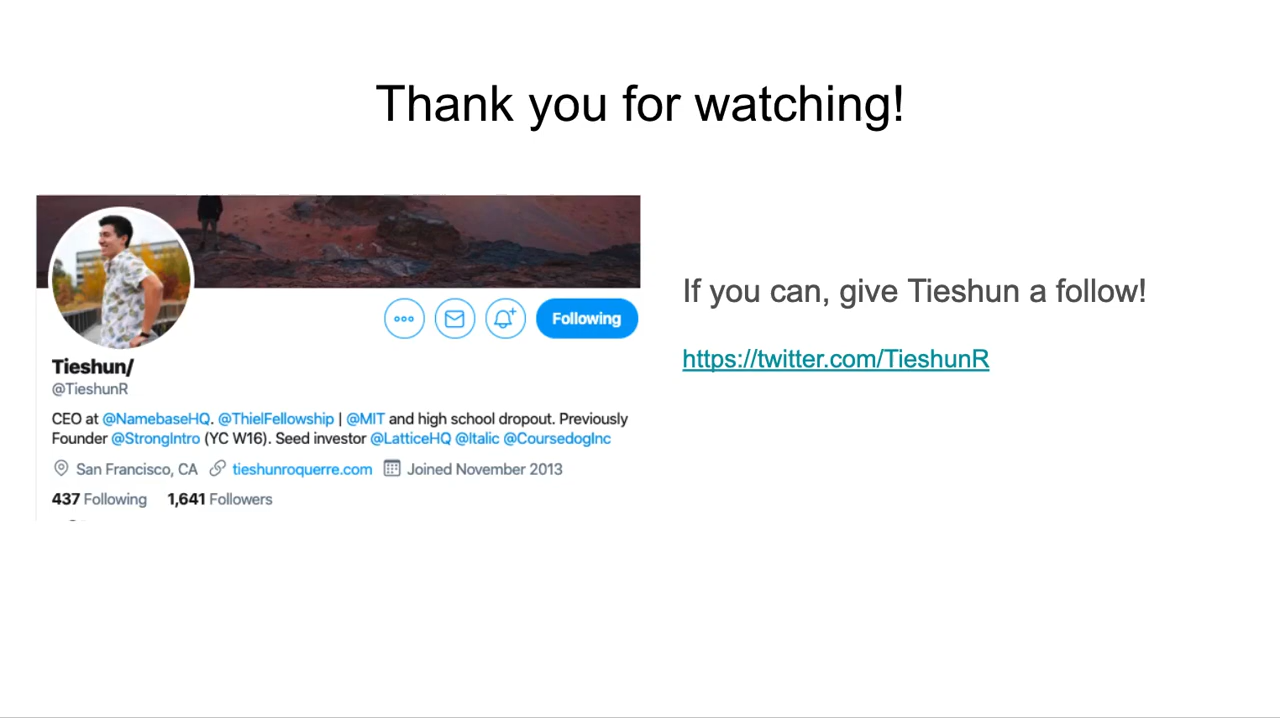 Thank you for watching!
Following
Tieshun/
@TieshunR
CEO at @NamebaseHQ. @ThielFellowship | @MIT and high school dropout. Previously
Founder @StrongIntro (YC W16). Seed investor @LatticeHQ @Italic @CoursedogInc
San Francisco, CA tieshunroquerre.com Joined November 2013
437 Following 1,641 Followers
If you can, give Tieshun a follow!
https://twitter.com/TieshunR